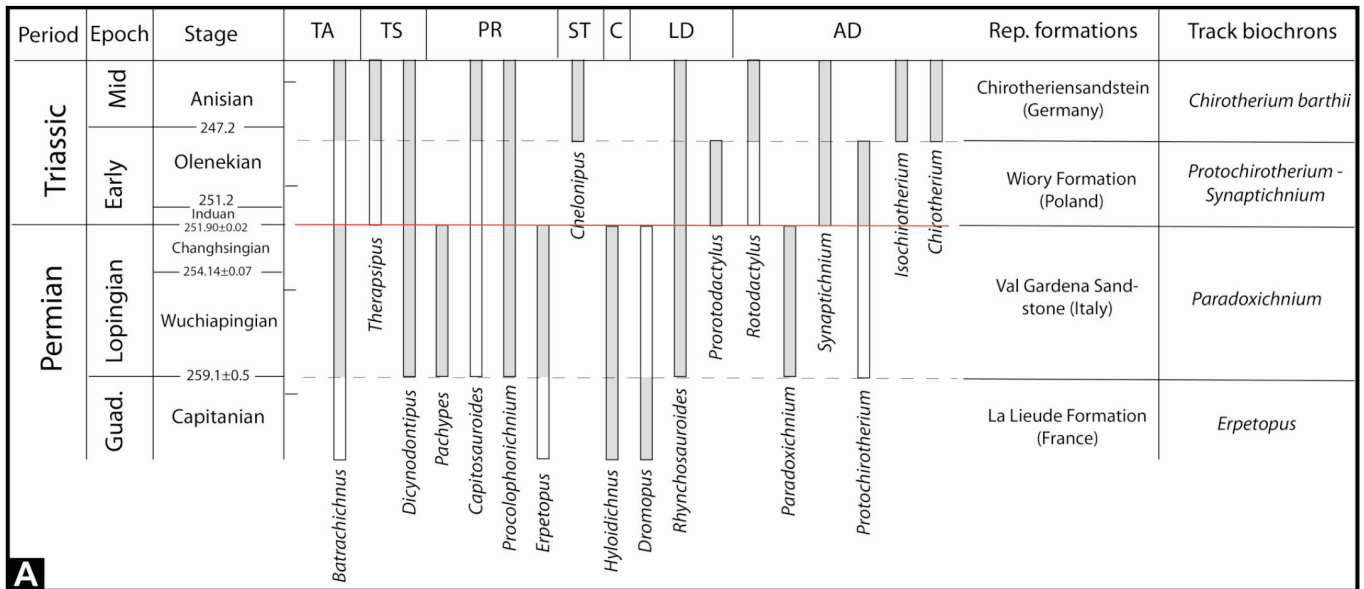 Period Epoch Stage TA TS PR ST C LD AD Rep. formations Track biochrons
Triassic
Mid
Anisian
247.2
Early
Olenekian
251.2
Induan
251.90±0.02
Permian
Lopingian
Changhsingian
254.14±0.07
Wuchiapingian
259.1±0.5
Guad.
Capitanian
Batrachichnus
Therapsipus
Dicynodontipus
Pachypes
Capitosauroides
Procolophonichnium
Erpetopus
Chelonipus
Hyloidichnus
Dromopus
Rhynchosauroides
Prorotodactylus
Rotodactylus
Paradoxichnium
Synaptichnium
Protochirotherium
Isochirotherium
Chirotherium
Chirotheriensandstein
(Germany)
Chirotherium barthii
Wiory Formation
(Poland)
Protochirotherium -
Synaptichnium
Val Gardena Sand-
stone (Italy)
Paradoxichnium
La Lieude Formation
(France)
Erpetopus
A